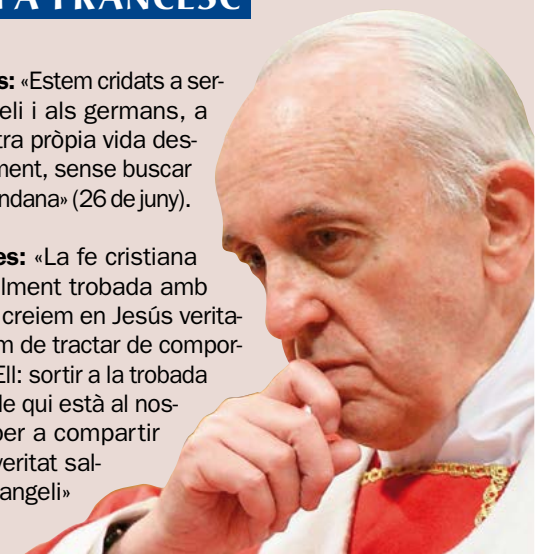 A FRANCESC
s: «Estem cridats a ser-
eli i als germans, a
tra pròpia vida des-
ment, sense buscar
ndana» (26 de juny).
es: «La fe cristiana
lment trobada amb
creiem en Jesús verita-
m de tractar de compor-
Ell: sortir a la trobada
de qui està al nos-
per a compartir
veritat sal-
angeli»